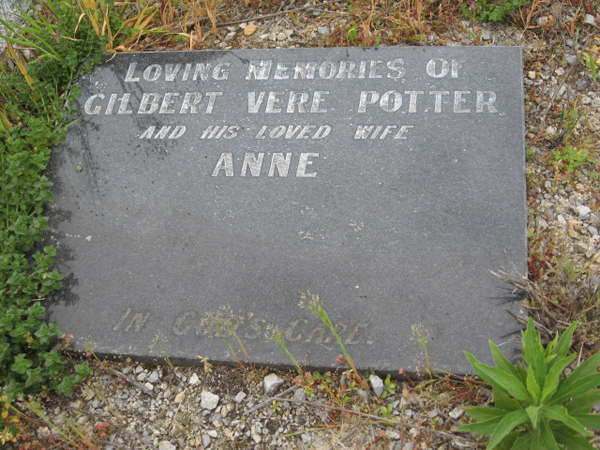 LOVING MEMORIES OF
GILBERT VERE POTTER
AND HIS LOVED WIFE
ANNE
IN GOD'S CARE.